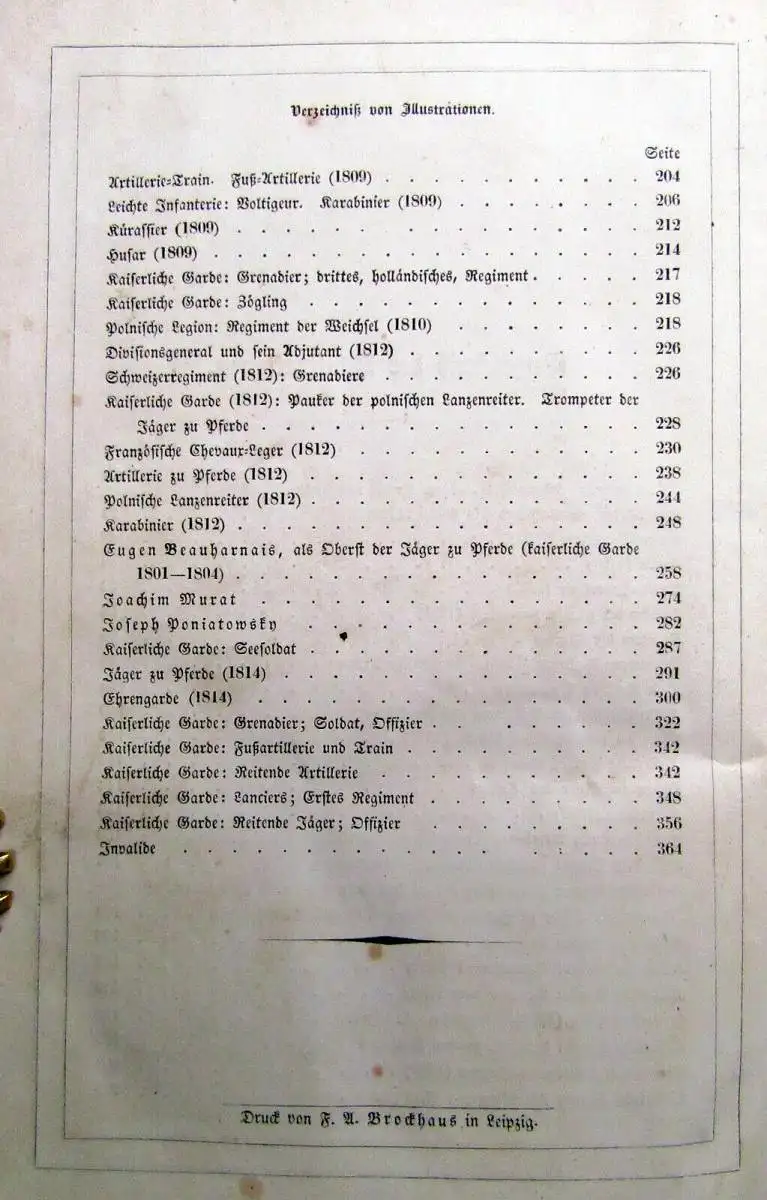 Verzeichniß von Illustrationen.
Seite
Artillerie-Train. Fuß-Artillerie (1809) . . . . . . . . . . . 204
Leichte Infanterie: Voltigeur. Karabinier (1809) . . . . . . . . 206
Kürassier (1809) . . . . . . . . . . . . . . . . 212
Husar (1809) . . . . . . . . . . . . . . . . . 214
Kaiserliche Garde: Grenadier; drittes, holländisches, Regiment . . . . . 217
Kaiserliche Garde: Zögling . . . . . . . . . . . . . . 218
Polnische Legion: Regiment der Weichsel (1810) . . . . . . . . 218
Divisionsgeneral und sein Adjutant (1812) . . . . . . . . . . 226
Schweizerregiment (1812): Grenadiere . . . . . . . . . . . 226
Kaiserliche Garde (1812): Pauker der polnischen Lanzenreiter. Trompeter der
Jäger zu Pferde . . . . . . . . . . . . . . . . 228
Französische Chevaux-Leger (1812) . . . . . . . . . . . . 230
Artillerie zu Pferde (1812) . . . . . . . . . . . . . . 238
Polnische Lanzenreiter (1812) . . . . . . . . . . . . . . 244
Karabinier (1812) . . . . . . . . . . . . . . . . . 248
Eugen Beauharnais, als Oberst der Jäger zu Pferde (kaiserliche Garde
1801—1804) . . . . . . . . . . . . . . . . . 258
Joachim Murat . . . . . . . . . . . . . . . . 274
Joseph Poniatowsky . . . . . . . . . . . . . . 282
Kaiserliche Garde: Seesoldat . . . . . . . . . . . . . . 287
Jäger zu Pferde (1814) . . . . . . . . . . . . . . . 291
Ehrengarde (1814) . . . . . . . . . . . . . . . . 300
Kaiserliche Garde: Grenadier; Soldat, Offizier . . . . . . . . 322
Kaiserliche Garde: Fußartillerie und Train . . . . . . . . . . 342
Kaiserliche Garde: Reitende Artillerie . . . . . . . . . . . 342
Kaiserliche Garde: Lanciers; Erstes Regiment . . . . . . . . . 348
Kaiserliche Garde: Reitende Jäger; Offizier . . . . . . . . . 356
Invalide . . . . . . . . . . . . . . . . . . 364
Druck von F. A. Brockhaus in Leipzig.